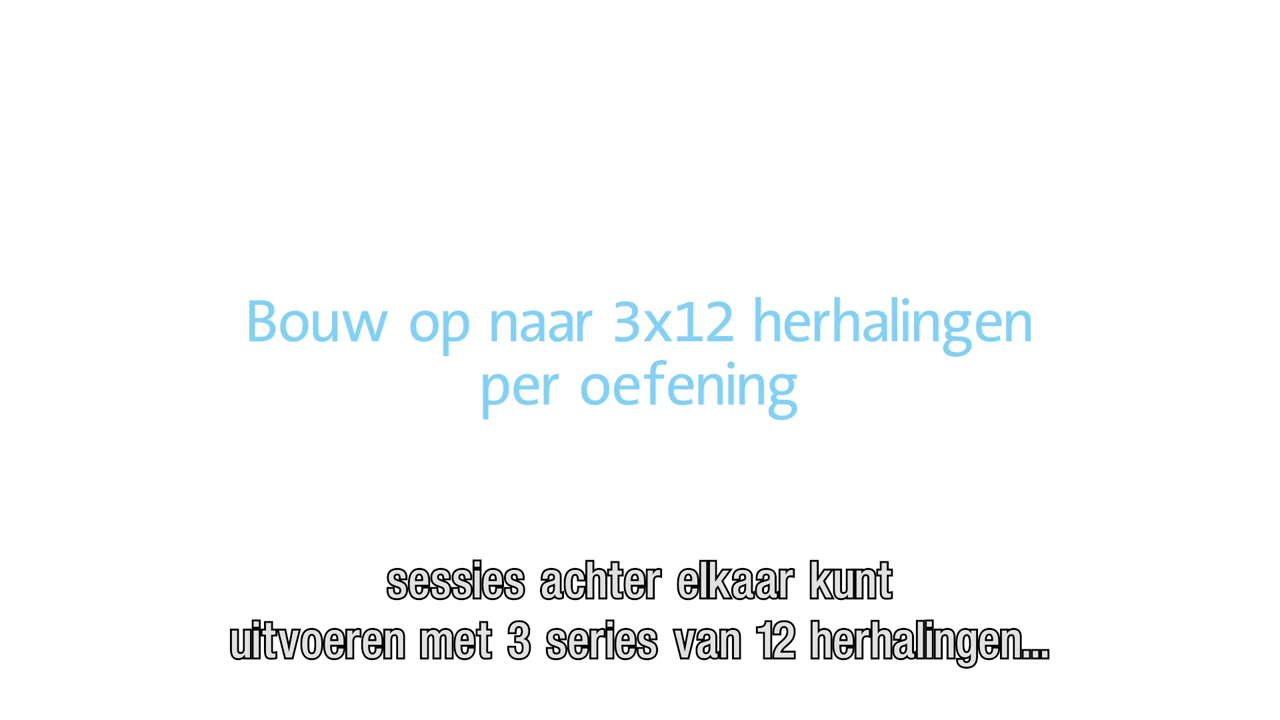 Bouw op naar 3x12 herhalingen
per oefening
sessies achter elkaar kunt
uitvoeren met 3 series van 12 herhalingen...